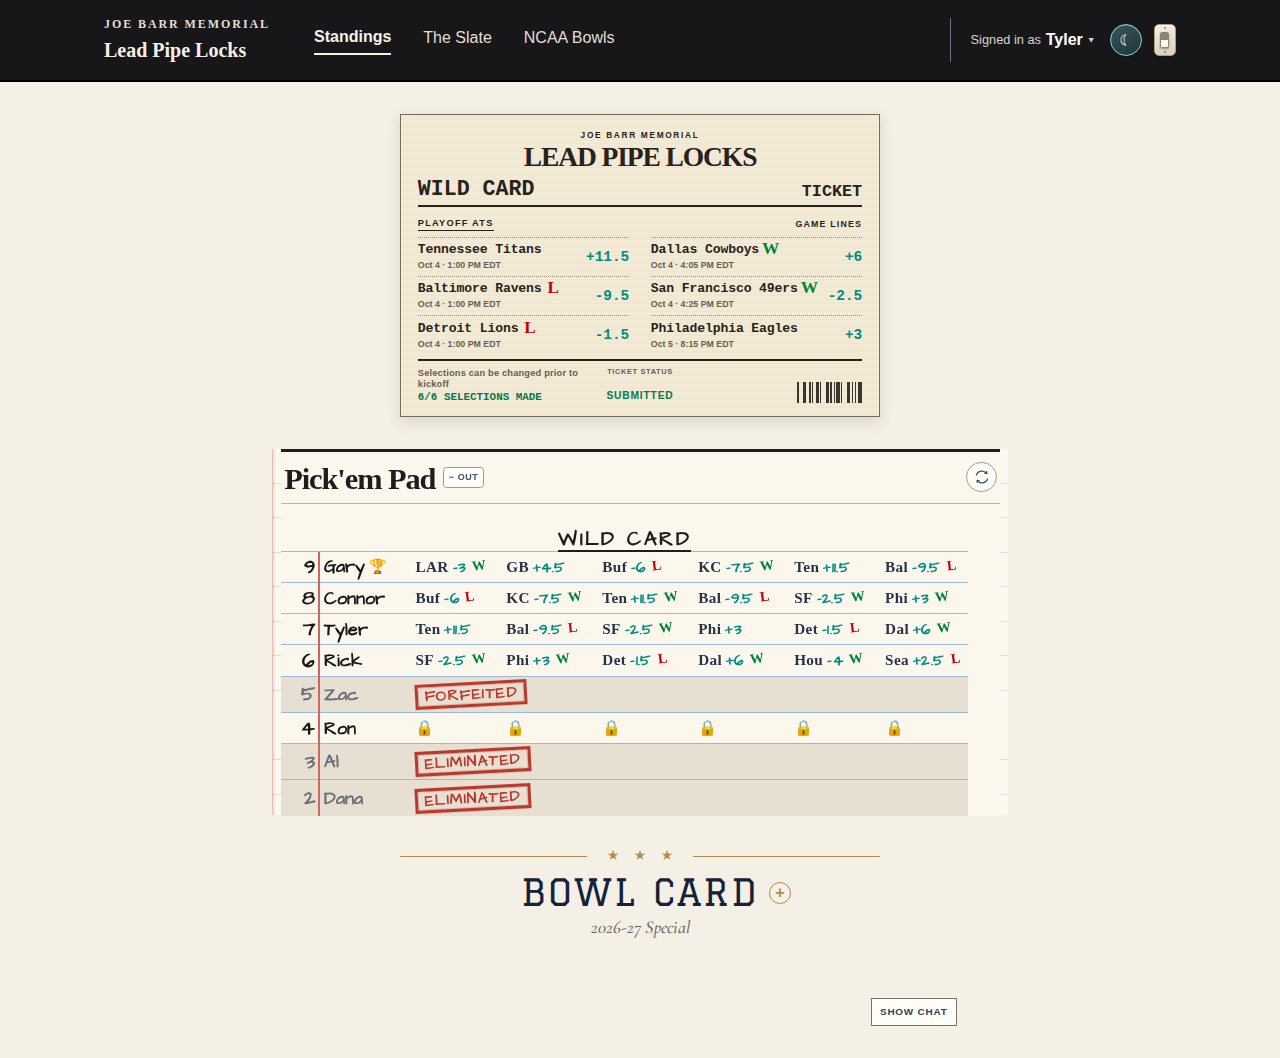 JOE BARR MEMORIAL
Lead Pipe Locks
Standings The Slate NCAA Bowls
Signed in as Tyler ▾
JOE BARR MEMORIAL
LEAD PIPE LOCKS
WILD CARD TICKET
PLAYOFF ATS GAME LINES
Tennessee Titans +11.5
Oct 4 · 1:00 PM EDT
Baltimore Ravens L -9.5
Oct 4 · 1:00 PM EDT
Detroit Lions L -1.5
Oct 4 · 1:00 PM EDT
Dallas Cowboys W +6
Oct 4 · 4:05 PM EDT
San Francisco 49ers W -2.5
Oct 4 · 4:25 PM EDT
Philadelphia Eagles +3
Oct 5 · 8:15 PM EDT
Selections can be changed prior to
kickoff
6/6 SELECTIONS MADE
TICKET STATUS
SUBMITTED
Pick'em Pad − OUT
WILD CARD
9 Gary 🏆 LAR -3 W GB +4.5 Buf -6 L KC -7.5 W Ten +11.5 Bal -9.5 L
8 Connor Buf -6 L KC -7.5 W Ten +11.5 W Bal -9.5 L SF -2.5 W Phi +3 W
7 Tyler Ten +11.5 Bal -9.5 L SF -2.5 W Phi +3 Det -1.5 L Dal +6 W
6 Rick SF -2.5 W Phi +3 W Det -1.5 L Dal +6 W Hou -4 W Sea +2.5 L
5 Zac FORFEITED
4 Ron 🔒 🔒 🔒 🔒 🔒 🔒
3 Al ELIMINATED
2 Dana ELIMINATED
★ ★ ★
BOWL CARD +
2026-27 Special
SHOW CHAT